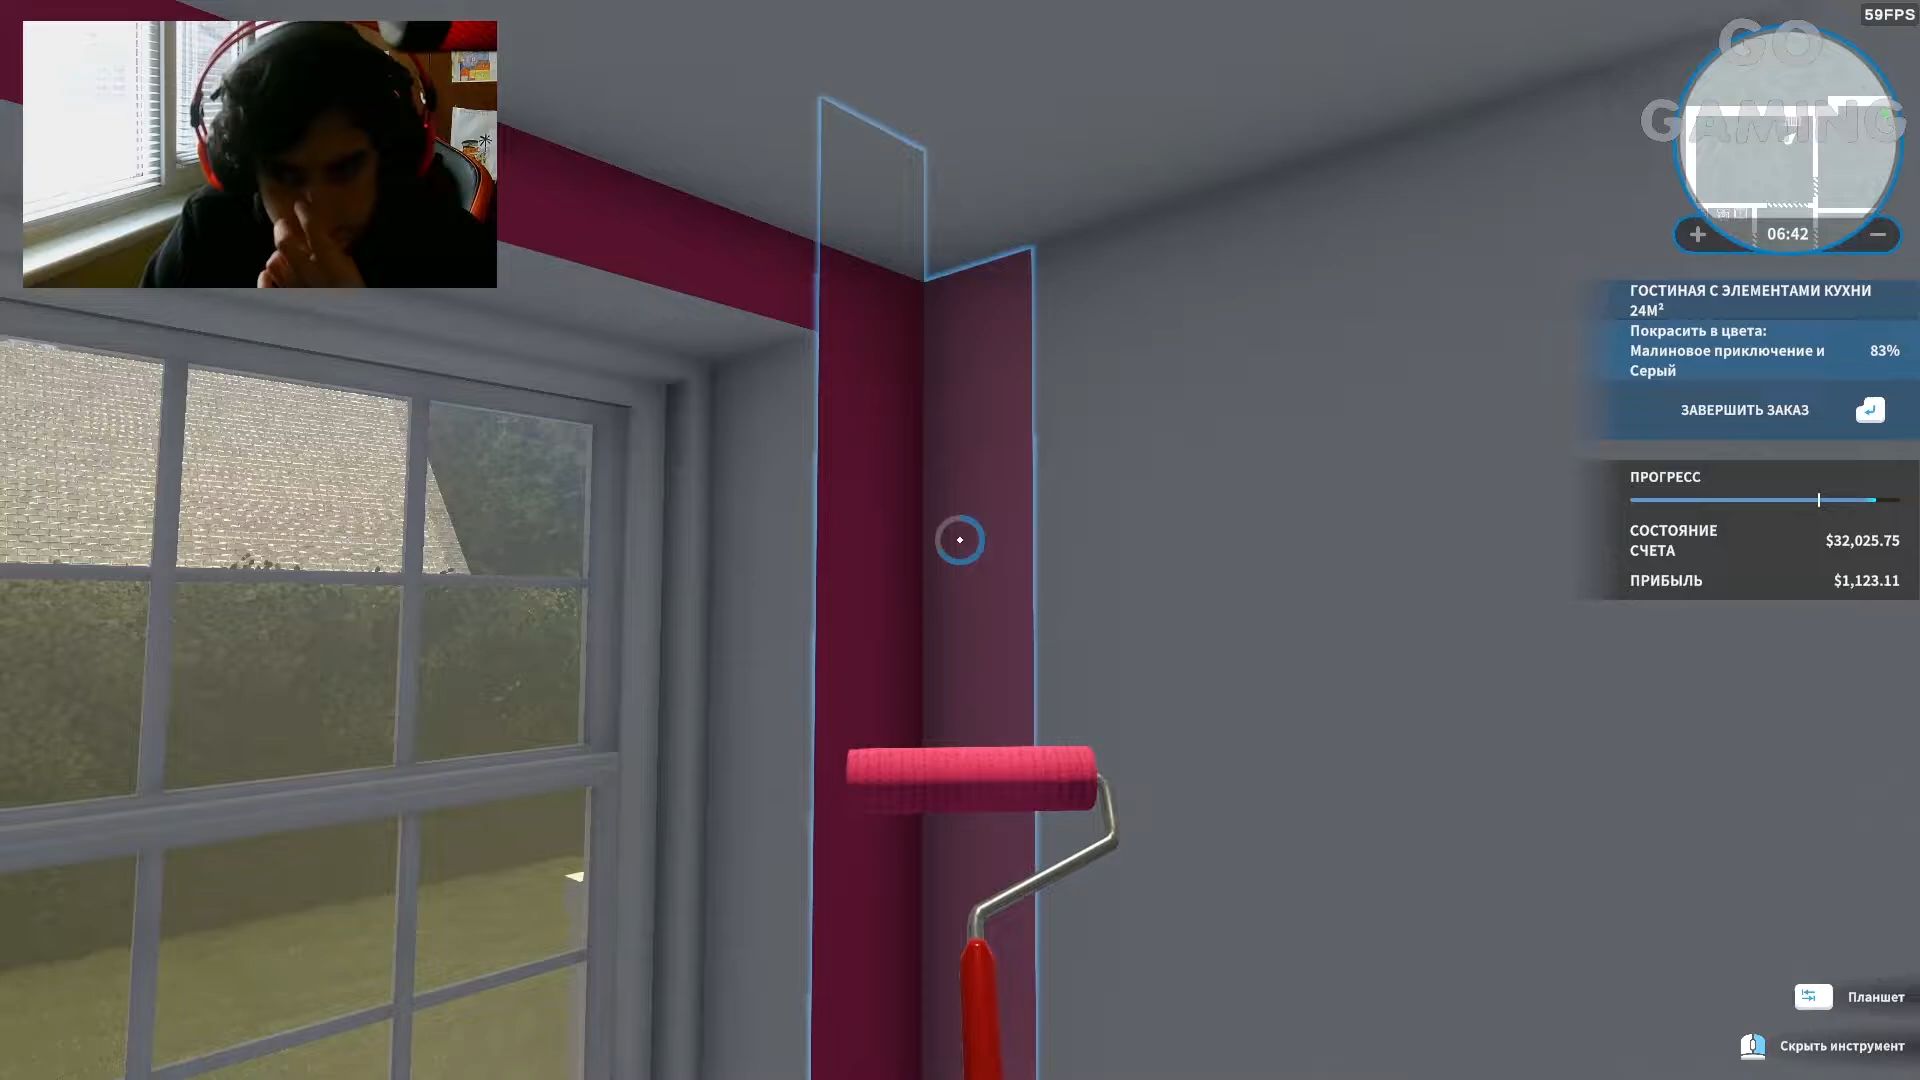 59FPS
GO
GAMING
06:42
ГОСТИНАЯ С ЭЛЕМЕНТАМИ КУХНИ
24М²
Покрасить в цвета:
Малиновое приключение и 83%
Серый
ЗАВЕРШИТЬ ЗАКАЗ
ПРОГРЕСС
СОСТОЯНИЕ
СЧЕТА $32,025.75
ПРИБЫЛЬ $1,123.11
Планшет
Скрыть инструмент